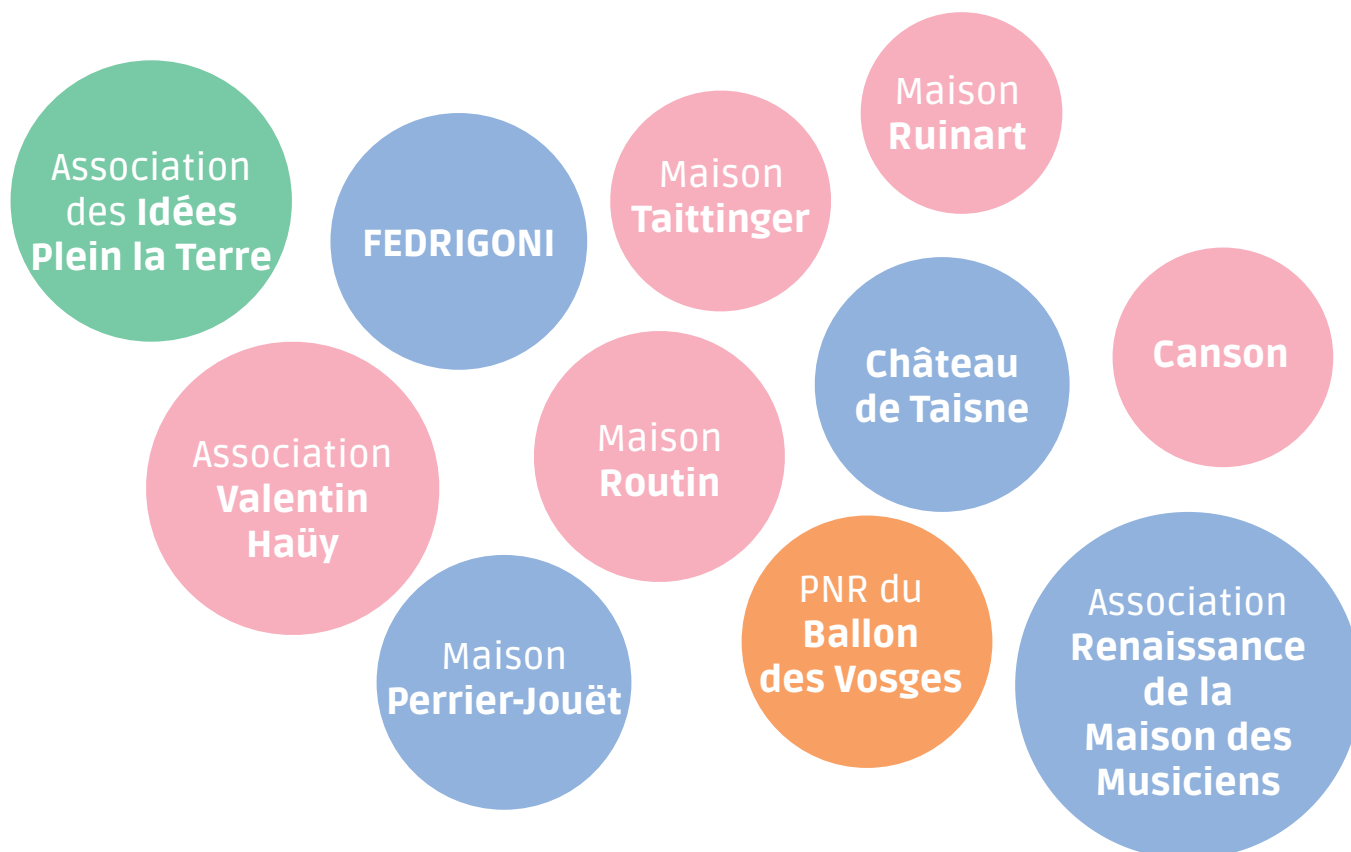 Association
des Idées
Plein la Terre
FEDRIGONI
Maison
Taittinger
Maison
Ruinart
Association
Valentin
Haüy
Maison
Routin
Château
de Taisne
Canson
Maison
Perrier-Jouët
PNR du
Ballon
des Vosges
Association
Renaissance
de la
Maison des
Musiciens